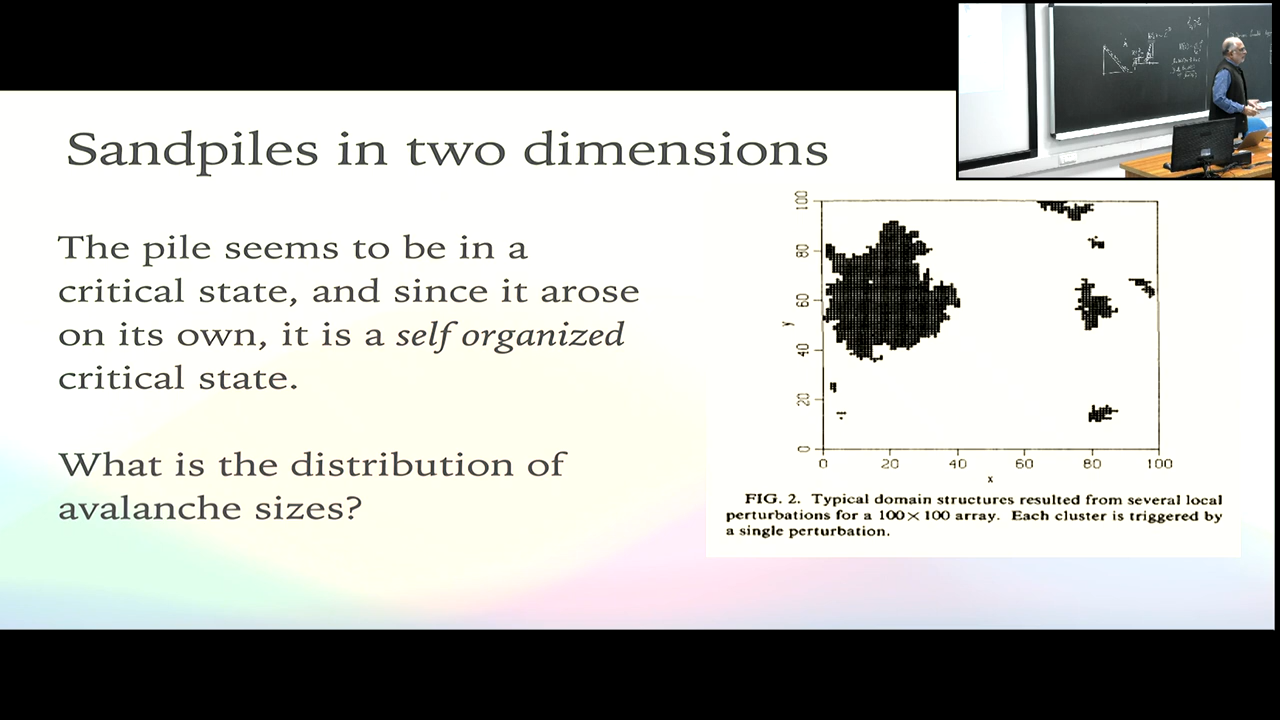 Sandpiles in two dimensions
The pile seems to be in a
critical state, and since it arose
on its own, it is a self organized
critical state.
What is the distribution of
avalanche sizes?
100
80
60
y
40
20
0
0 20 40 60 80 100
x
FIG. 2. Typical domain structures resulted from several local
perturbations for a 100×100 array. Each cluster is triggered by
a single perturbation.